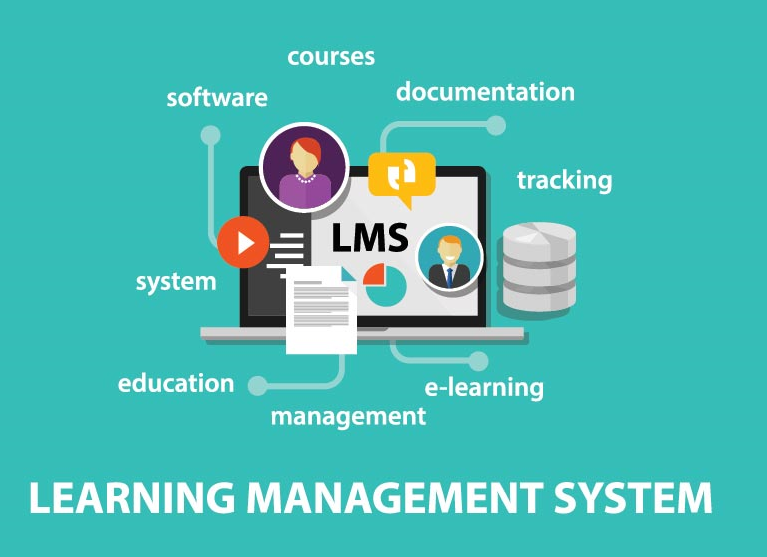 courses
software
documentation
tracking
LMS
system
education
e-learning
management
LEARNING MANAGEMENT SYSTEM